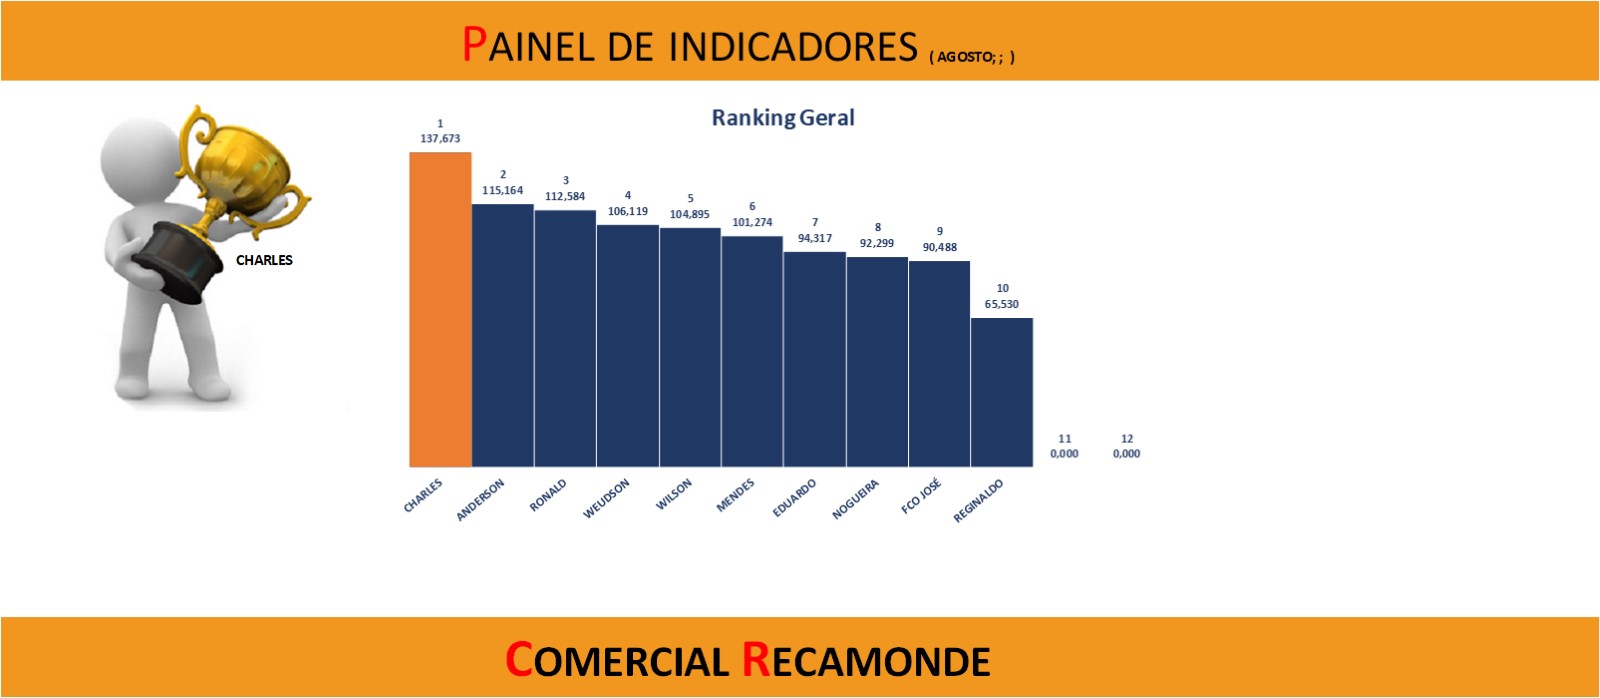 PAINEL DE INDICADORES ( AGOSTO; ; )
Ranking Geral
1
137,673
2
115,164
3
112,584
4
106,119
5
104,895
6
101,274
7
94,317
8
92,299
9
90,488
10
65,530
11
0,000
12
0,000
CHARLES
CHARLES
ANDERSON
RONALD
WEUDSON
WILSON
MENDES
EDUARDO
NOGUEIRA
FCO JOSÉ
REGINALDO
COMERCIAL RECAMONDE